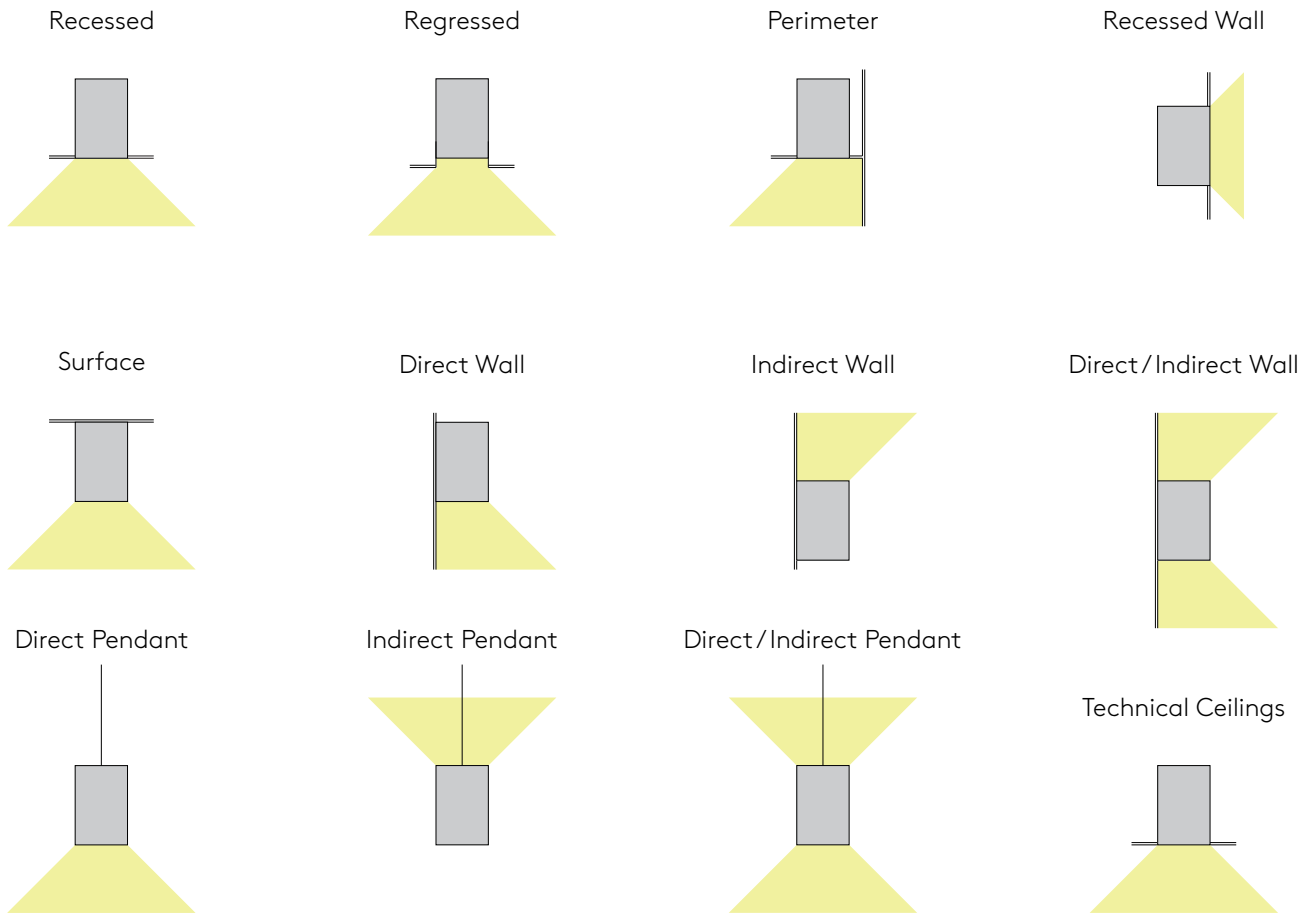 Recessed
Regressed
Perimeter
Recessed Wall
Surface
Direct Wall
Indirect Wall
Direct/Indirect Wall
Direct Pendant
Indirect Pendant
Direct/Indirect Pendant
Technical Ceilings